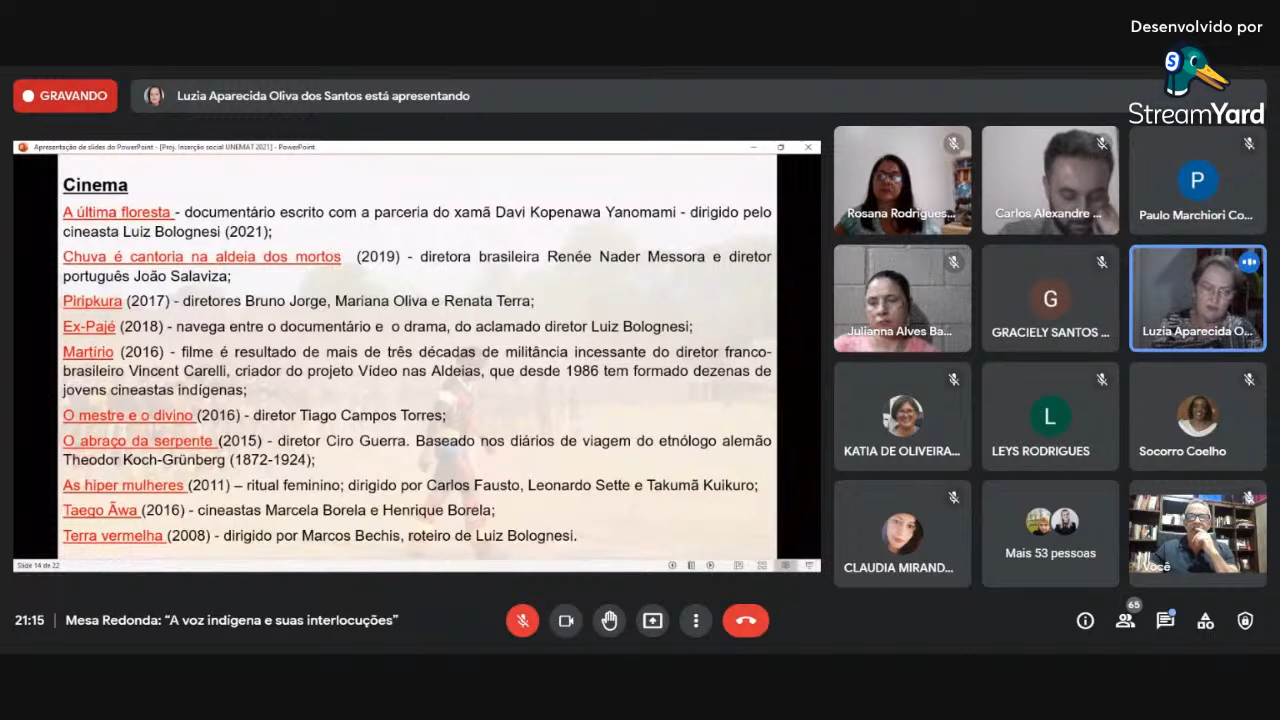 Desenvolvido por
StreamYard
GRAVANDO
Luzia Aparecida Oliva dos Santos está apresentando
Apresentação de slides do PowerPoint - [Proj. Inserção social UNEMAT 2021] - PowerPoint
Cinema
A última floresta - documentário escrito com a parceria do xamã Davi Kopenawa Yanomami - dirigido pelo
cineasta Luiz Bolognesi (2021);
Chuva é cantoria na aldeia dos mortos (2019) - diretora brasileira Renée Nader Messora e diretor
português João Salaviza;
Piripkura (2017) - diretores Bruno Jorge, Mariana Oliva e Renata Terra;
Ex-Pajé (2018) - navega entre o documentário e o drama, do aclamado diretor Luiz Bolognesi;
Martírio (2016) - filme é resultado de mais de três décadas de militância incessante do diretor franco-
brasileiro Vincent Carelli, criador do projeto Vídeo nas Aldeias, que desde 1986 tem formado dezenas de
jovens cineastas indígenas;
O mestre e o divino (2016) - diretor Tiago Campos Torres;
O abraço da serpente (2015) - diretor Ciro Guerra. Baseado nos diários de viagem do etnólogo alemão
Theodor Koch-Grünberg (1872-1924);
As hiper mulheres (2011) – ritual feminino; dirigido por Carlos Fausto, Leonardo Sette e Takumã Kuikuro;
Taego Ãwa (2016) - cineastas Marcela Borela e Henrique Borela;
Terra vermelha (2008) - dirigido por Marcos Bechis, roteiro de Luiz Bolognesi.
Slide 14 de 22
Rosana Rodrigues...
Carlos Alexandre ...
P
Paulo Marchiori Co...
Julianna Alves Ba...
G
GRACIELY SANTOS ...
Luzia Aparecida O...
KATIA DE OLIVEIRA...
L
LEYS RODRIGUES
Socorro Coelho
CLAUDIA MIRAND...
Mais 53 pessoas
Você
21:15 | Mesa Redonda: “A voz indígena e suas interlocuções”
65